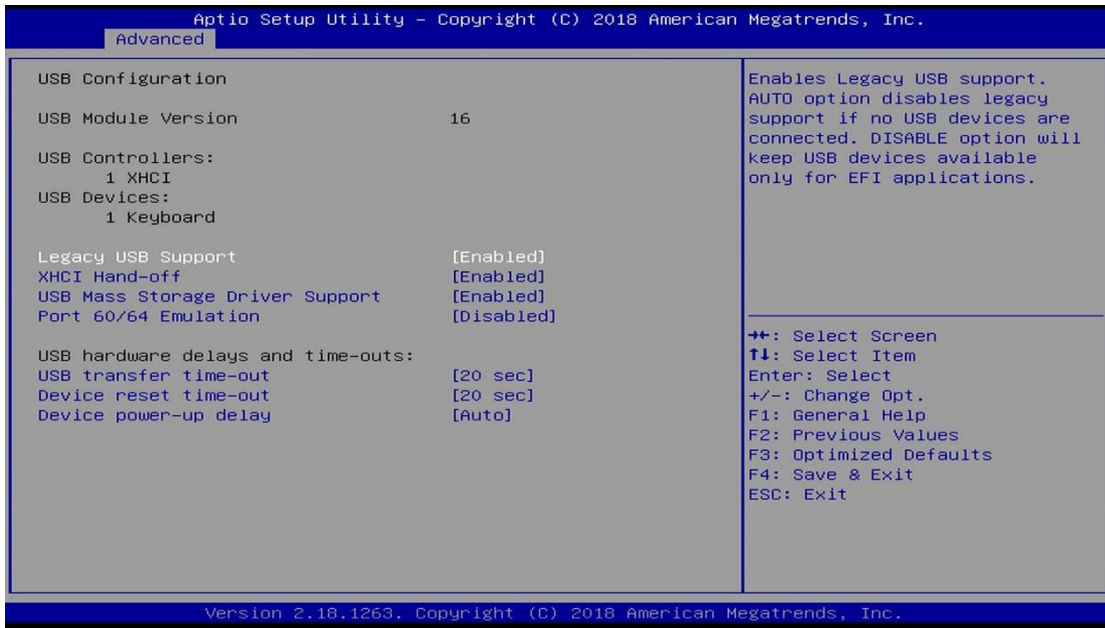 Aptio Setup Utility – Copyright (C) 2018 American Megatrends, Inc.
Advanced
USB Configuration
USB Module Version 16
USB Controllers:
1 XHCI
USB Devices:
1 Keyboard
Legacy USB Support [Enabled]
XHCI Hand-off [Enabled]
USB Mass Storage Driver Support [Enabled]
Port 60/64 Emulation [Disabled]
USB hardware delays and time-outs:
USB transfer time-out [20 sec]
Device reset time-out [20 sec]
Device power-up delay [Auto]
Enables Legacy USB support.
AUTO option disables legacy
support if no USB devices are
connected. DISABLE option will
keep USB devices available
only for EFI applications.
→←: Select Screen
↑↓: Select Item
Enter: Select
+/-: Change Opt.
F1: General Help
F2: Previous Values
F3: Optimized Defaults
F4: Save & Exit
ESC: Exit
Version 2.18.1263. Copyright (C) 2018 American Megatrends, Inc.